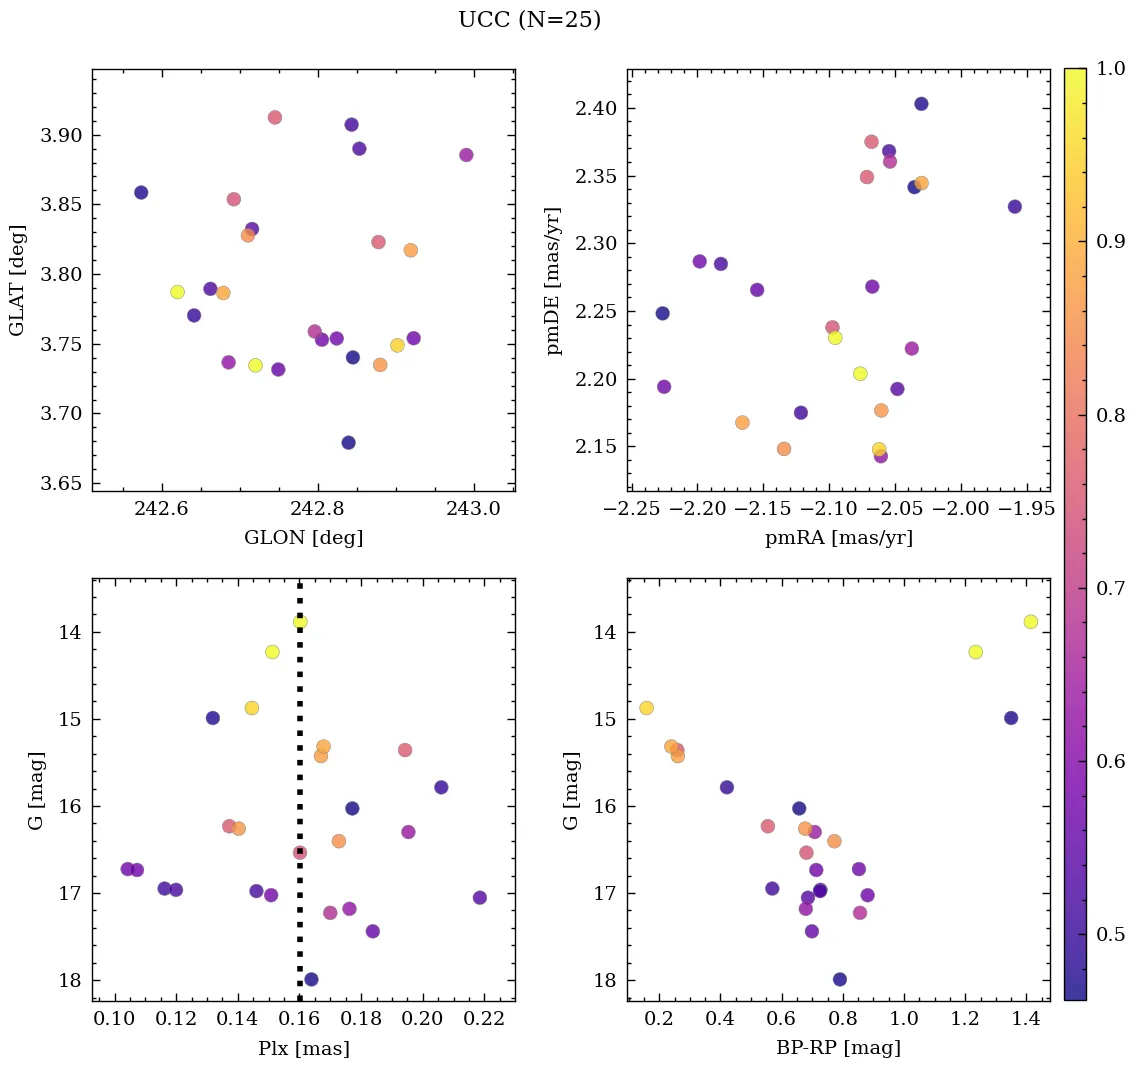 UCC (N=25)
3.90
3.85
3.80
3.75
3.70
3.65
GLAT [deg]
242.6 242.8 243.0
GLON [deg]
2.40
2.35
2.30
2.25
2.20
2.15
pmDE [mas/yr]
−2.25 −2.20 −2.15 −2.10 −2.05 −2.00 −1.95
pmRA [mas/yr]
1.0
0.9
0.8
0.7
0.6
0.5
14
15
16
17
18
G [mag]
0.10 0.12 0.14 0.16 0.18 0.20 0.22
Plx [mas]
14
15
16
17
18
G [mag]
0.2 0.4 0.6 0.8 1.0 1.2 1.4
BP-RP [mag]